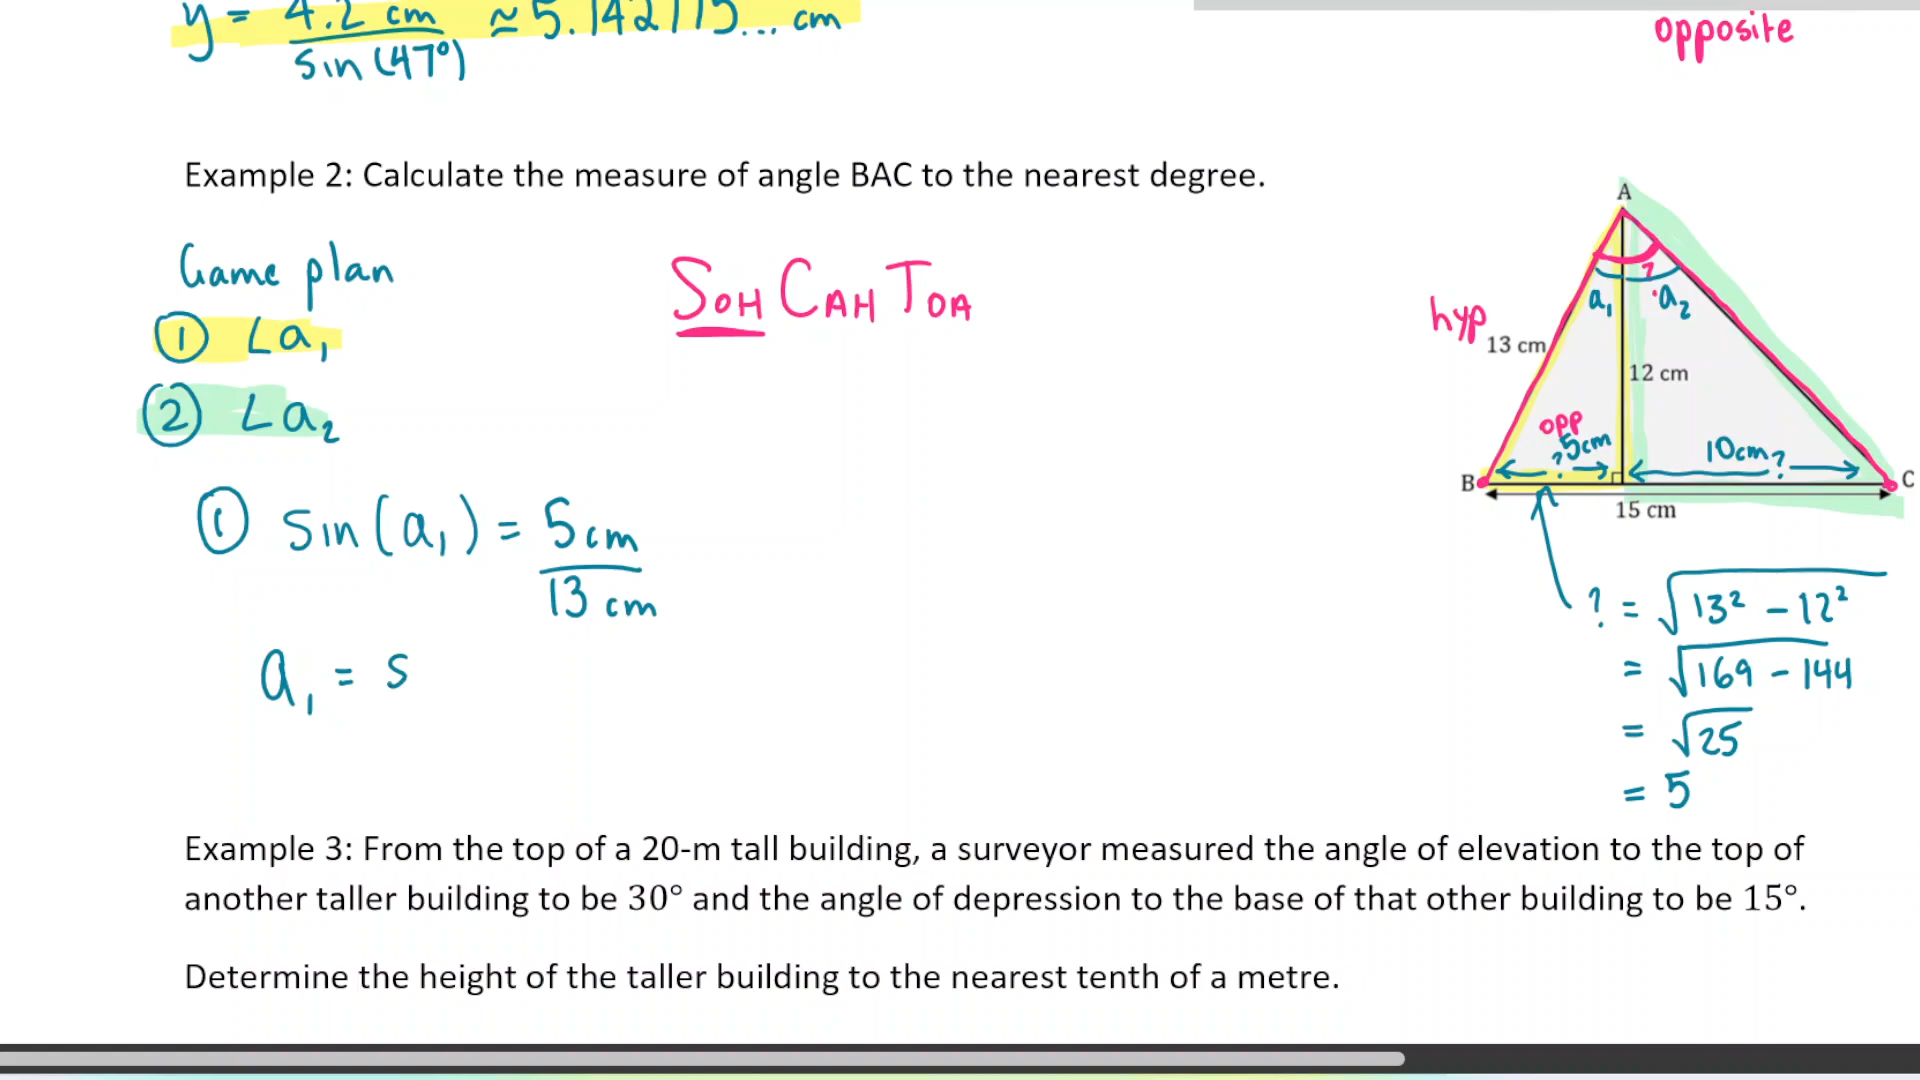 y = 4.2 cm / sin(47°) ≈ 5.142115... cm
opposite
Example 2: Calculate the measure of angle BAC to the nearest degree.
Game plan
① ∠a₁
② ∠a₂
SOH CAH TOA
① sin(a₁) = 5cm / 13 cm
a₁ = s
A
a₁ ? a₂
hyp
13 cm
12 cm
opp
? 5cm
10cm?
B
C
15 cm
? = √13² − 12²
= √169 − 144
= √25
= 5
Example 3: From the top of a 20-m tall building, a surveyor measured the angle of elevation to the top of
another taller building to be 30° and the angle of depression to the base of that other building to be 15°.
Determine the height of the taller building to the nearest tenth of a metre.